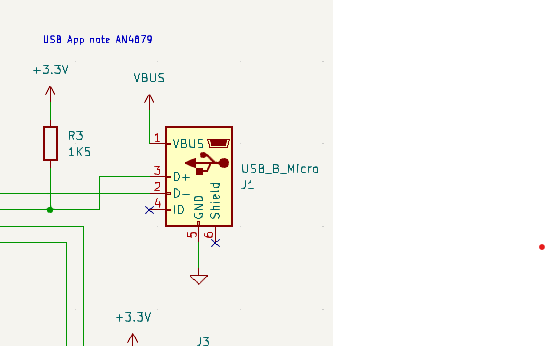 USB App note AN4879
+3.3V
VBUS
R3
1K5
1
VBUS
3
D+
2
D-
4
ID
GND
Shield
5
6
USB_B_Micro
J1
+3.3V
J3